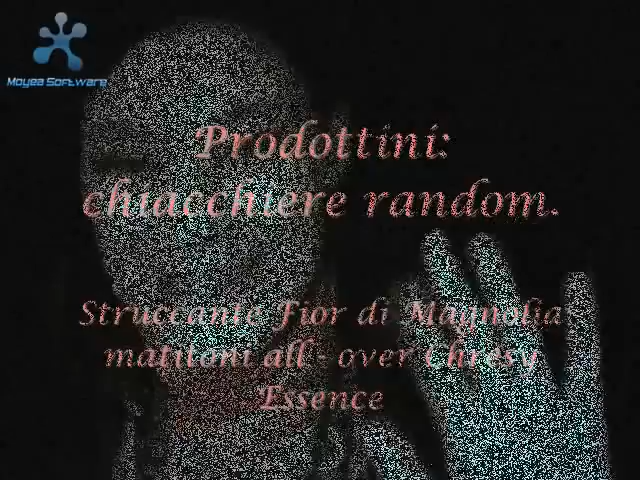 Moyea Software
Prodottini:
chiacchiere random.
Struccante Fior di Magnolia
matitoni all - over
Essence